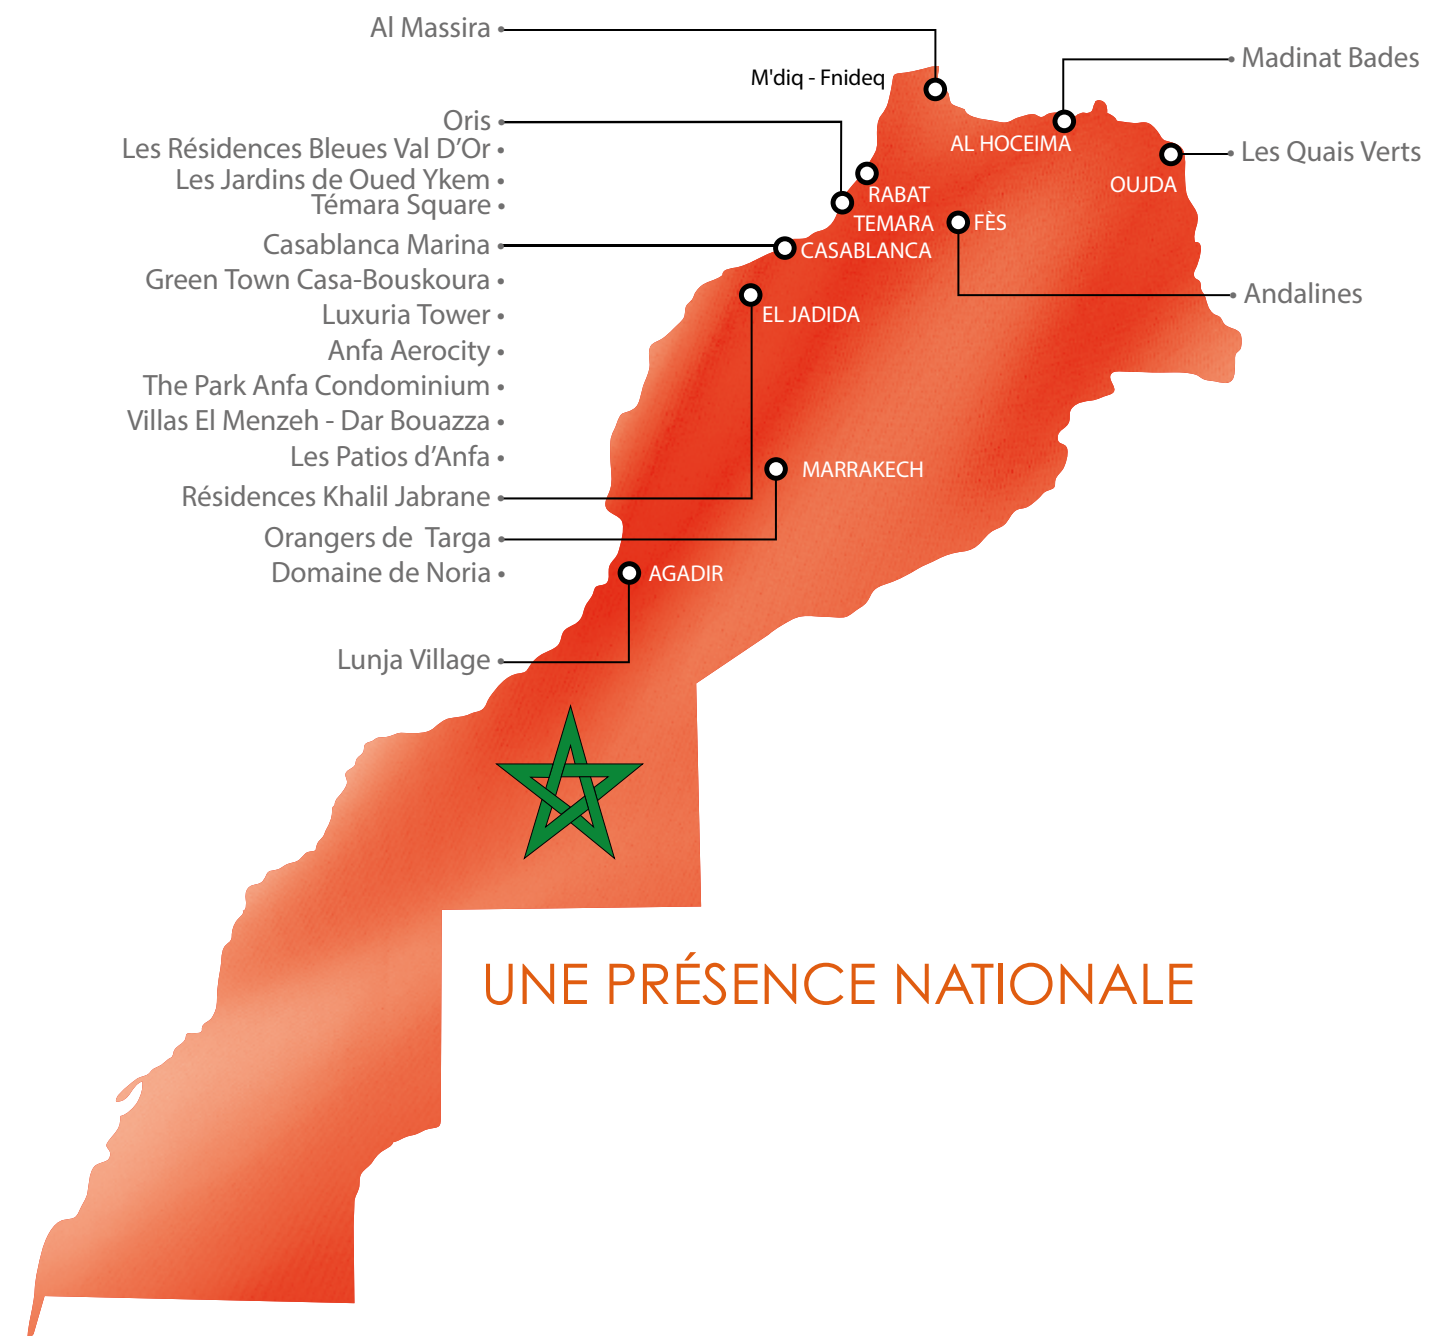 Al Massira
Madinat Bades
M'diq - Fnideq
Oris
AL HOCEIMA
Les Résidences Bleues Val D’Or
Les Quais Verts
Les Jardins de Oued Ykem
OUJDA
RABAT
Témara Square
TEMARA
FÈS
Casablanca Marina
CASABLANCA
Green Town Casa-Bouskoura
Andalines
Luxuria Tower
EL JADIDA
Anfa Aerocity
The Park Anfa Condominium
Villas El Menzeh - Dar Bouazza
Les Patios d’Anfa
MARRAKECH
Résidences Khalil Jabrane
Orangers de Targa
Domaine de Noria
AGADIR
Lunja Village
UNE PRÉSENCE NATIONALE